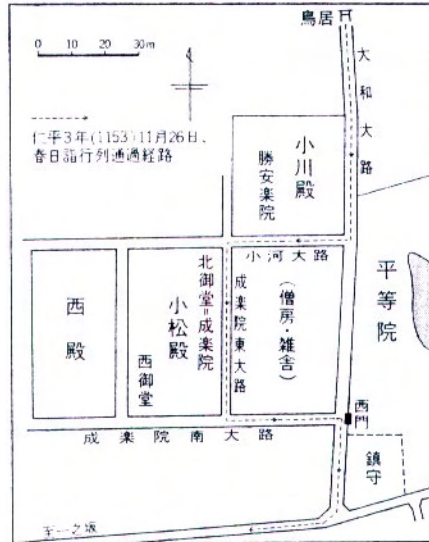 鳥居
0 10 20 30m
大和大路
仁平3年(1153)11月26日、
春日詣行列通過経路
小川殿
勝安楽院
小河大路
平等院
西殿
小松殿
西御堂
北御堂=成楽院
成楽院東大路
(僧房・雑舎)
西門
成楽院南大路
鎮守
至一之坂